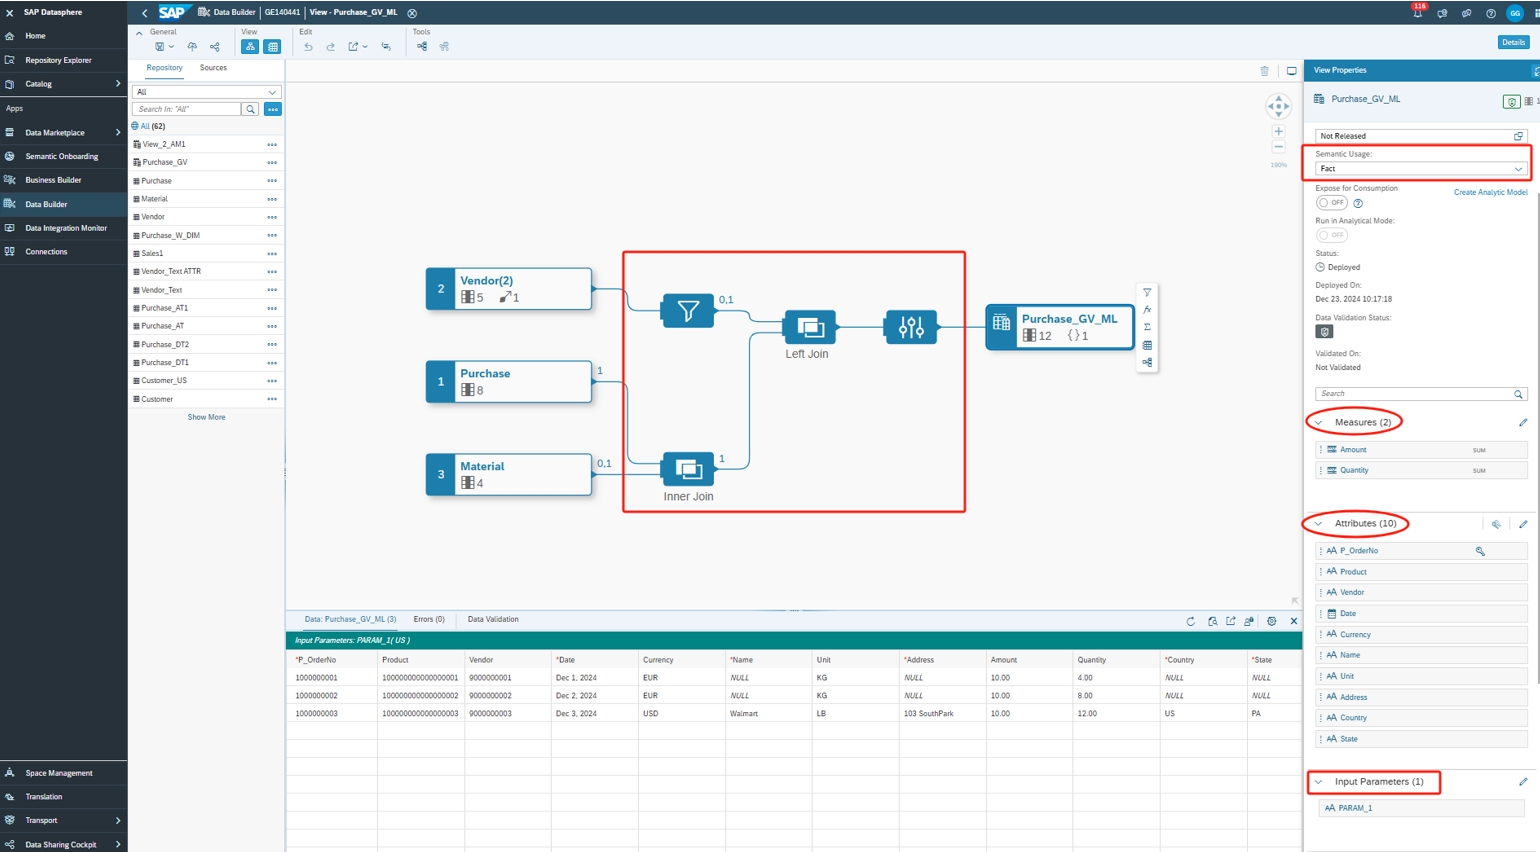 SAP Datasphere
SAP Data Builder GE140441 View - Purchase_GV_ML
116
GG
Home
Repository Explorer
Catalog
Apps
Data Marketplace
Semantic Onboarding
Business Builder
Data Builder
Data Integration Monitor
Connections
Space Management
Translation
Transport
Data Sharing Cockpit
General
View
Edit
Tools
Details
Repository
Sources
All
Search In: "All"
All (62)
View_2_AM1
Purchase_GV
Purchase
Material
Vendor
Purchase_W_DIM
Sales1
Vendor_Text ATTR
Vendor_Text
Purchase_AT1
Purchase_AT
Purchase_DT2
Purchase_DT1
Customer_US
Customer
Show More
190%
2
Vendor(2)
5
1
0,1
Left Join
Purchase_GV_ML
12
{} 1
1
Purchase
8
1
3
Material
4
0,1
1
Inner Join
View Properties
Purchase_GV_ML
1
Not Released
Semantic Usage:
Fact
Expose for Consumption
Create Analytic Model
OFF
Run in Analytical Mode:
OFF
Status:
Deployed
Deployed On:
Dec 23, 2024 10:17:18
Data Validation Status:
Validated On:
Not Validated
Search
Measures (2)
Amount SUM
Quantity SUM
Attributes (10)
P_OrderNo
Product
Vendor
Date
Currency
Name
Unit
Address
Country
State
Input Parameters (1)
PARAM_1
Data: Purchase_GV_ML (3) Errors (0) Data Validation
Input Parameters: PARAM_1( US )
*P_OrderNo Product Vendor *Date Currency *Name Unit *Address Amount Quantity *Country *State
1000000001 100000000000000001 9000000001 Dec 1, 2024 EUR NULL KG NULL 10.00 4.00 NULL NULL
1000000002 100000000000000002 9000000002 Dec 2, 2024 EUR NULL KG NULL 10.00 8.00 NULL NULL
1000000003 100000000000000003 9000000003 Dec 3, 2024 USD Walmart LB 103 SouthPark 10.00 12.00 US PA